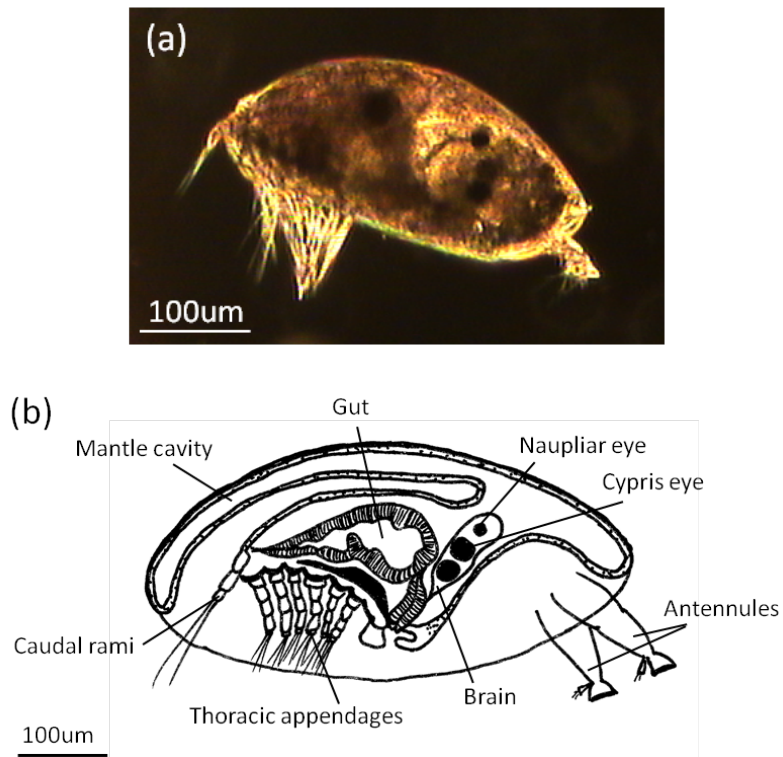 (a)
100um
(b)
Gut
Mantle cavity
Naupliar eye
Cypris eye
Antennules
Caudal rami
Brain
Thoracic appendages
100um